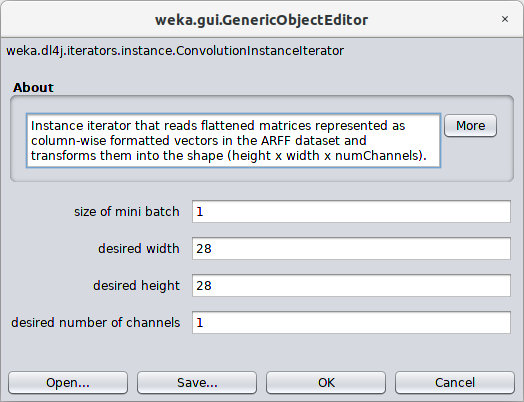 weka.gui.GenericObjectEditor
×
weka.dl4j.iterators.instance.ConvolutionInstanceIterator
About
Instance iterator that reads flattened matrices represented as
column-wise formatted vectors in the ARFF dataset and
transforms them into the shape (height x width x numChannels).
More
size of mini batch 1
desired width 28
desired height 28
desired number of channels 1
Open... Save... OK Cancel